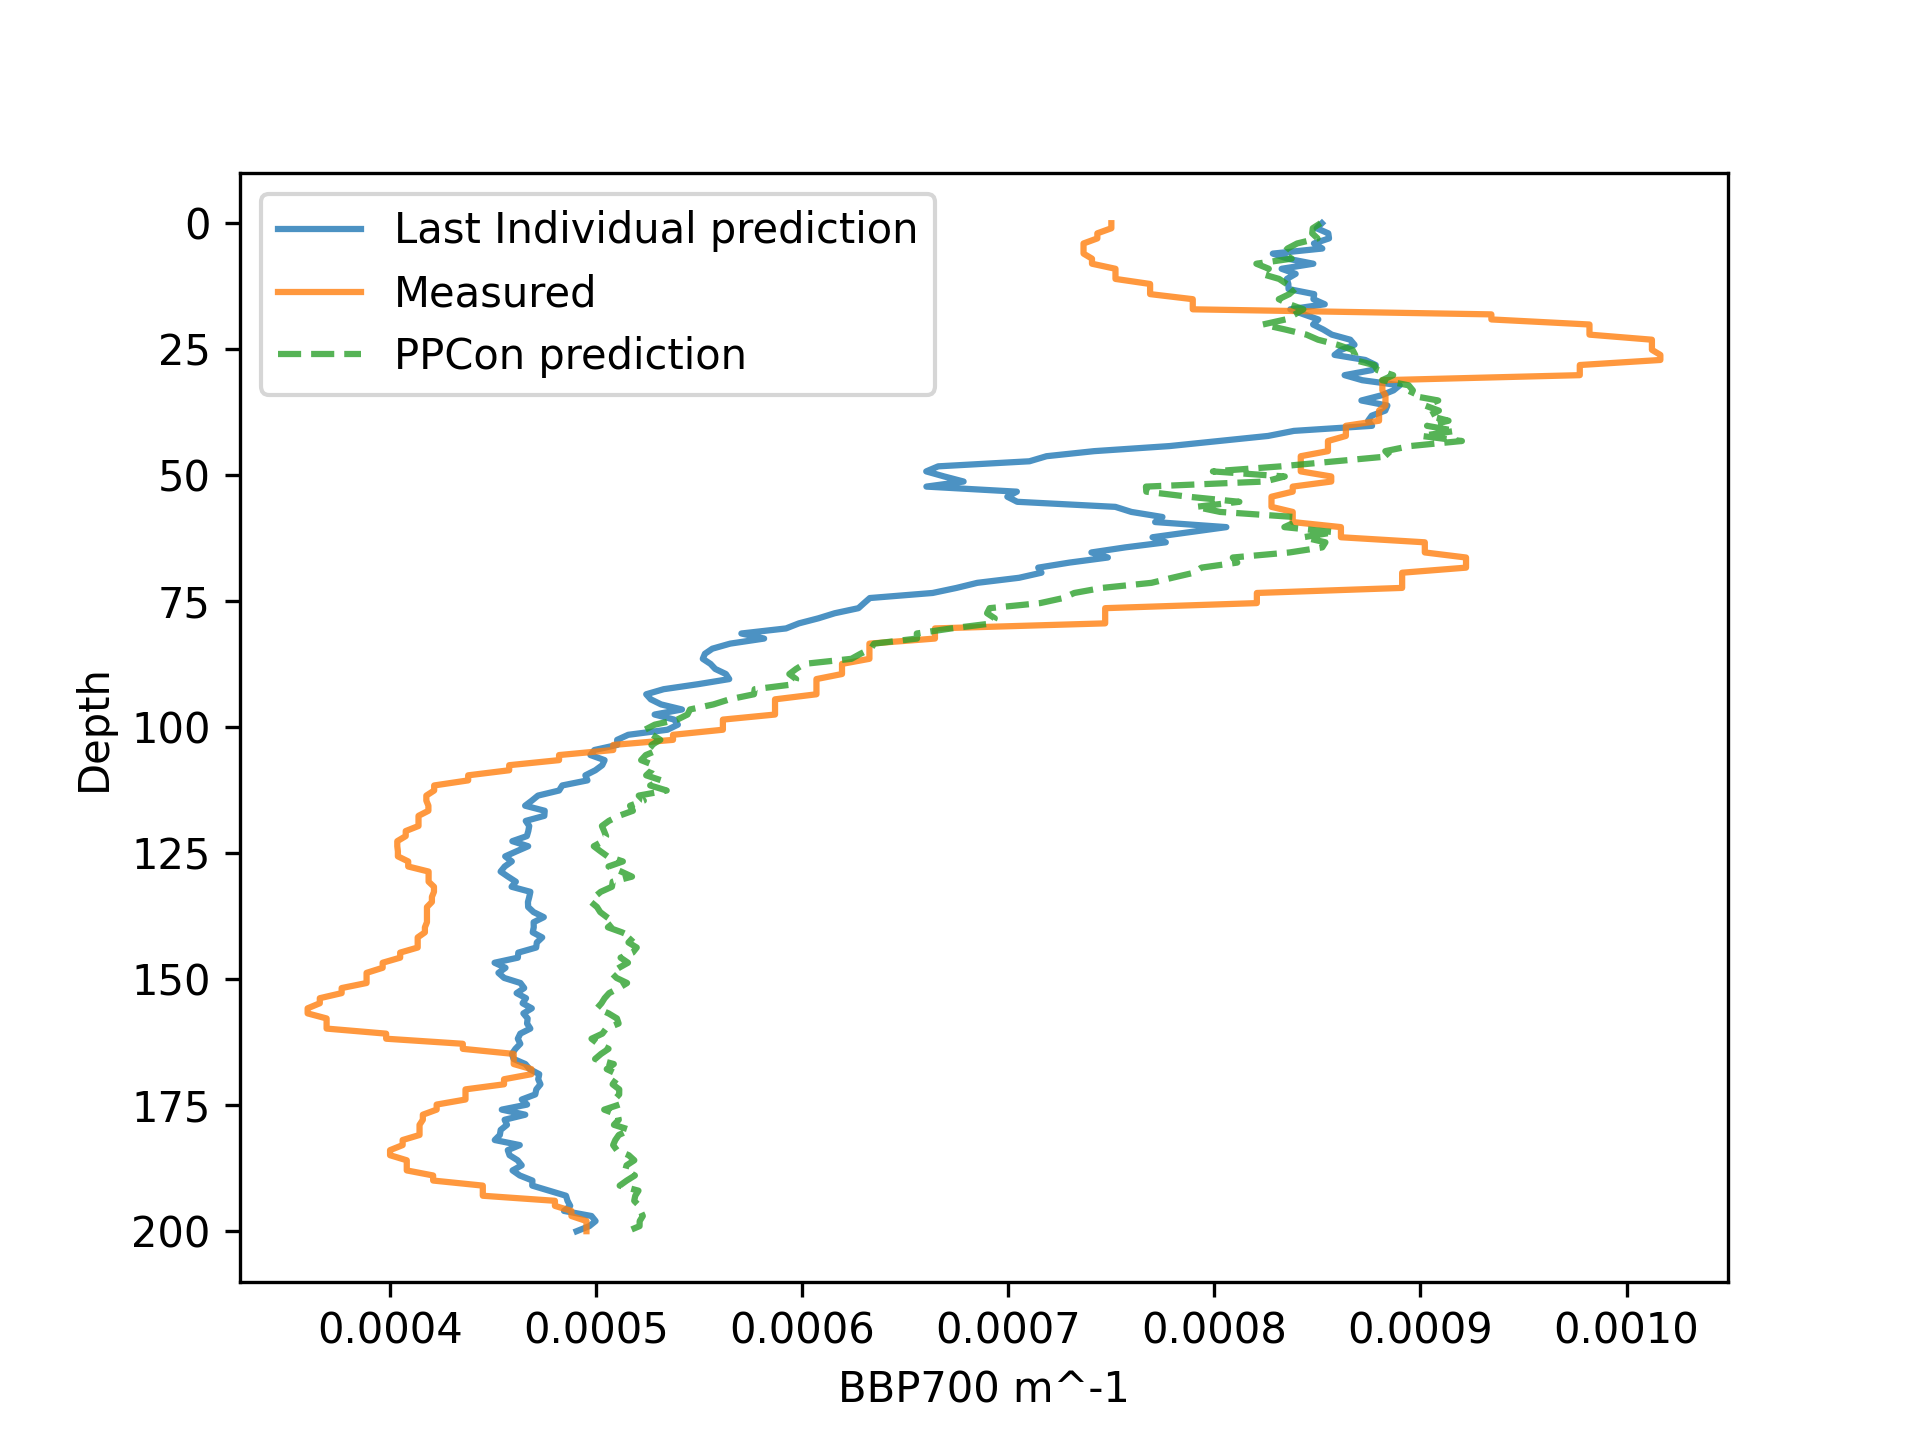 Last Individual prediction
Measured
PPCon prediction
0
25
50
75
100
125
150
175
200
Depth
0.0004 0.0005 0.0006 0.0007 0.0008 0.0009 0.0010
BBP700 m^-1